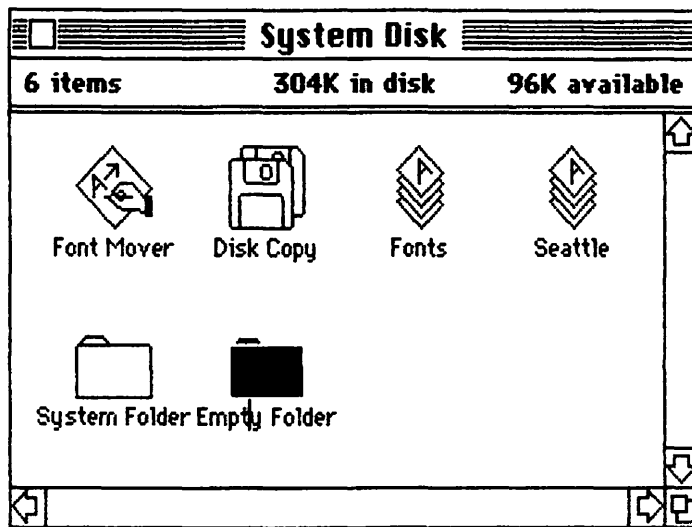 System Disk
6 items 304K in disk 96K available
Font Mover Disk Copy Fonts Seattle
System Folder Empty Folder